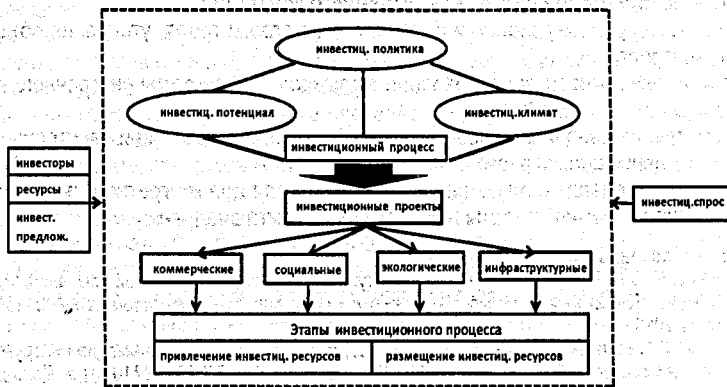 инвестиц. политика
инвестиц. потенциал
инвестиц.климат
инвестиционный процесс
инвесторы
ресурсы
инвест.
предлож.
инвестиционные проекты
инвестиц.спрос
коммерческие
социальные
экологические
инфраструктурные
Этапы инвестиционного процесса
привлечение инвестиц. ресурсов
размещение инвестиц. ресурсов